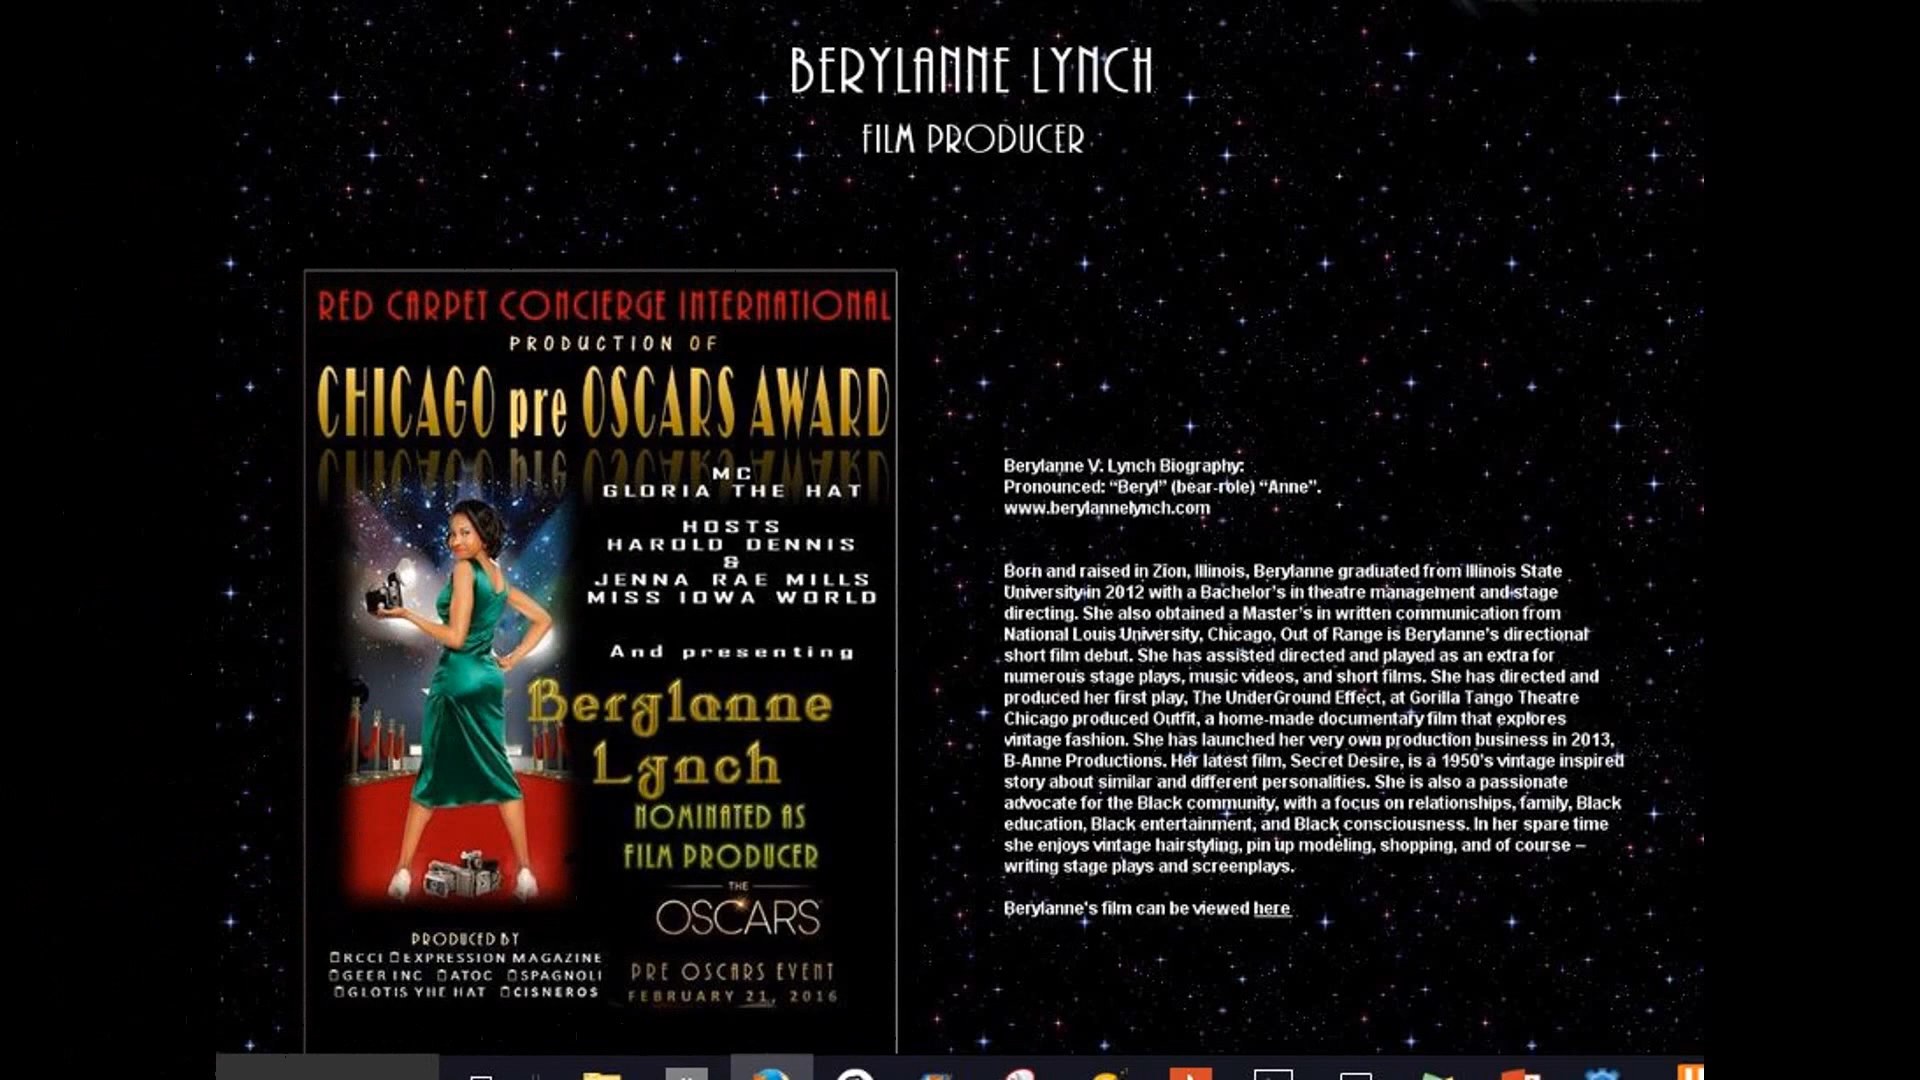 BERYLANNE LYNCH
FILM PRODUCER
RED CARPET CONCIERGE INTERNATIONAL
PRODUCTION OF
CHICAGO pre OSCARS AWARD
MC
GLORIA THE HAT
HOSTS
HAROLD DENNIS
&
JENNA RAE MILLS
MISS IOWA WORLD
And presenting
Berylanne
Lynch
NOMINATED AS
FILM PRODUCER
THE
OSCARS
PRODUCED BY
RCCI EXPRESSION MAGAZINE
GEER INC ATOC SPAGNOLI
GLOTIS YHE HAT CISNEROS
PRE OSCARS EVENT
FEBRUARY 21, 2016
Berylanne V. Lynch Biography:
Pronounced: “Beryl” (bear-role) “Anne”.
www.berylannelynch.com
Born and raised in Zion, Illinois, Berylanne graduated from Illinois State
University in 2012 with a Bachelor's in theatre management and stage
directing. She also obtained a Master's in written communication from
National Louis University, Chicago, Out of Range is Berylanne's directional
short film debut. She has assisted directed and played as an extra for
numerous stage plays, music videos, and short films. She has directed and
produced her first play, The UnderGround Effect, at Gorilla Tango Theatre
Chicago produced Outfit, a home-made documentary film that explores
vintage fashion. She has launched her very own production business in 2013,
B-Anne Productions. Her latest film, Secret Desire, is a 1950's vintage inspired
story about similar and different personalities. She is also a passionate
advocate for the Black community, with a focus on relationships, family, Black
education, Black entertainment, and Black consciousness. In her spare time
she enjoys vintage hairstyling, pin up modeling, shopping, and of course –
writing stage plays and screenplays.
Berylanne's film can be viewed here